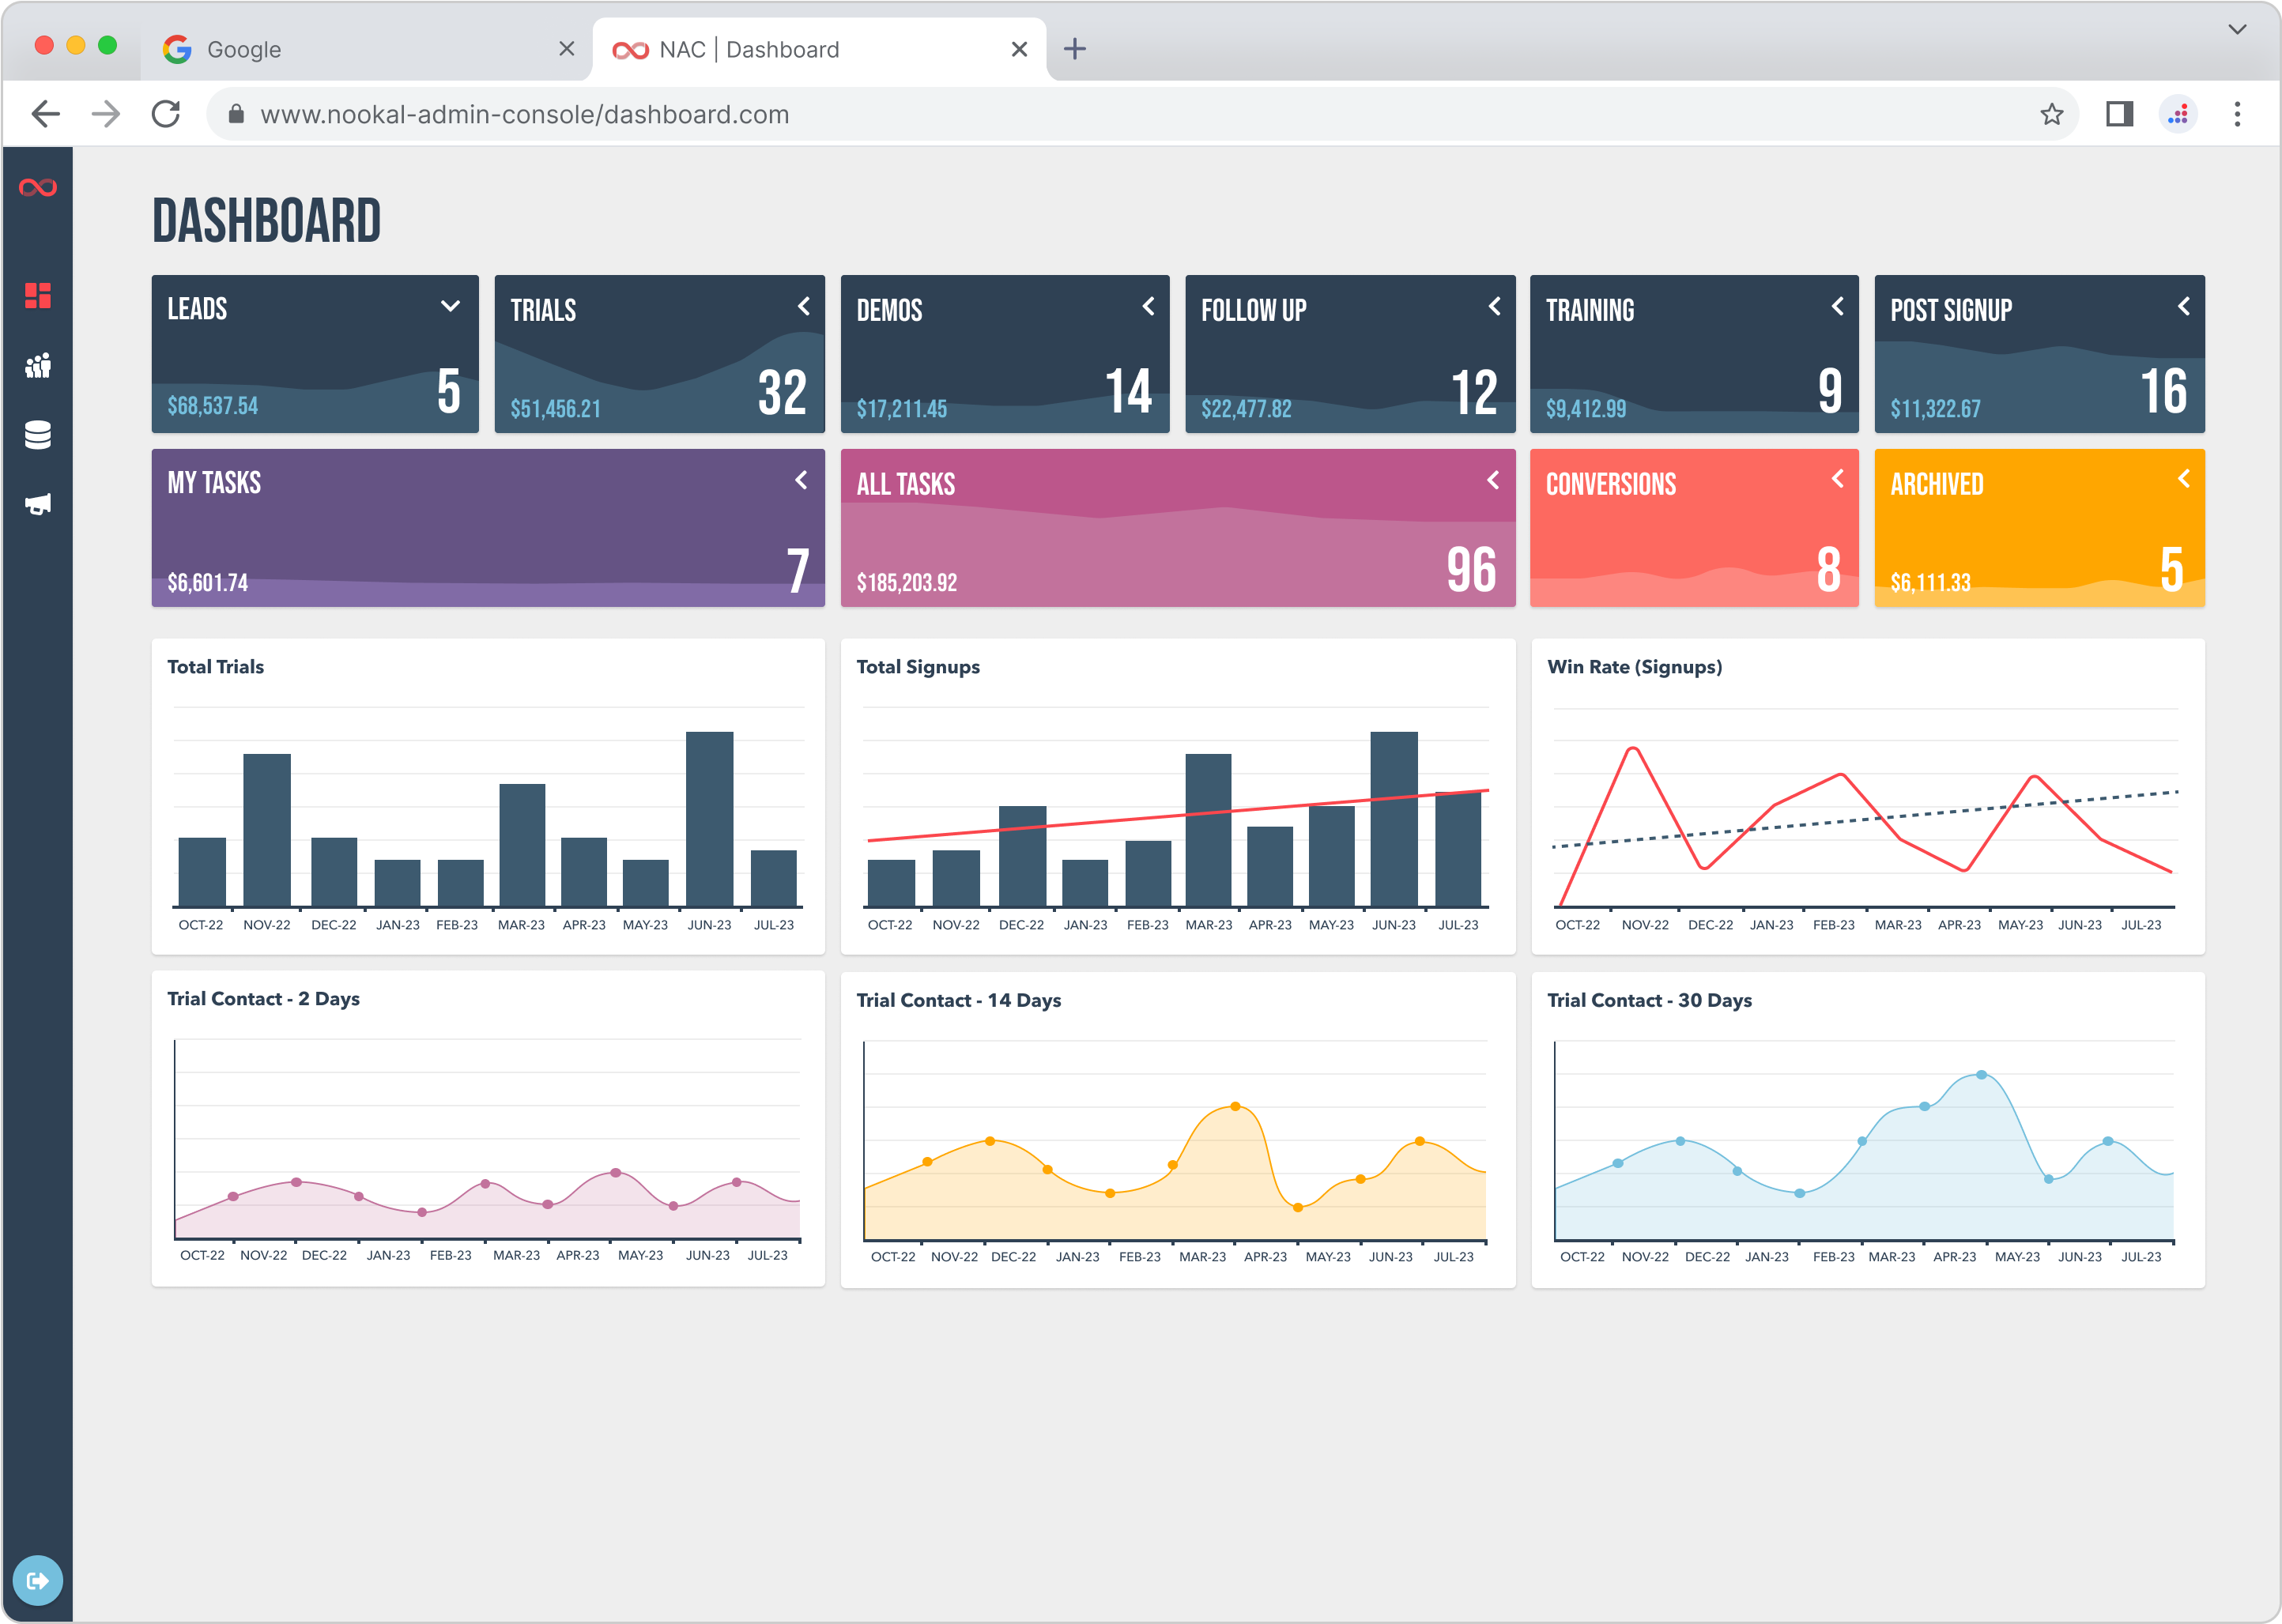 Google
NAC | Dashboard
www.nookal-admin-console/dashboard.com
DASHBOARD
LEADS
5
$68,537.54
TRIALS
32
$51,456.21
DEMOS
14
$17,211.45
FOLLOW UP
12
$22,477.82
TRAINING
9
$9,412.99
POST SIGNUP
16
$11,322.67
MY TASKS
7
$6,601.74
ALL TASKS
96
$185,203.92
CONVERSIONS
8
ARCHIVED
5
$6,111.33
Total Trials
OCT-22 NOV-22 DEC-22 JAN-23 FEB-23 MAR-23 APR-23 MAY-23 JUN-23 JUL-23
Total Signups
OCT-22 NOV-22 DEC-22 JAN-23 FEB-23 MAR-23 APR-23 MAY-23 JUN-23 JUL-23
Win Rate (Signups)
OCT-22 NOV-22 DEC-22 JAN-23 FEB-23 MAR-23 APR-23 MAY-23 JUN-23 JUL-23
Trial Contact - 2 Days
OCT-22 NOV-22 DEC-22 JAN-23 FEB-23 MAR-23 APR-23 MAY-23 JUN-23 JUL-23
Trial Contact - 14 Days
OCT-22 NOV-22 DEC-22 JAN-23 FEB-23 MAR-23 APR-23 MAY-23 JUN-23 JUL-23
Trial Contact - 30 Days
OCT-22 NOV-22 DEC-22 JAN-23 FEB-23 MAR-23 APR-23 MAY-23 JUN-23 JUL-23